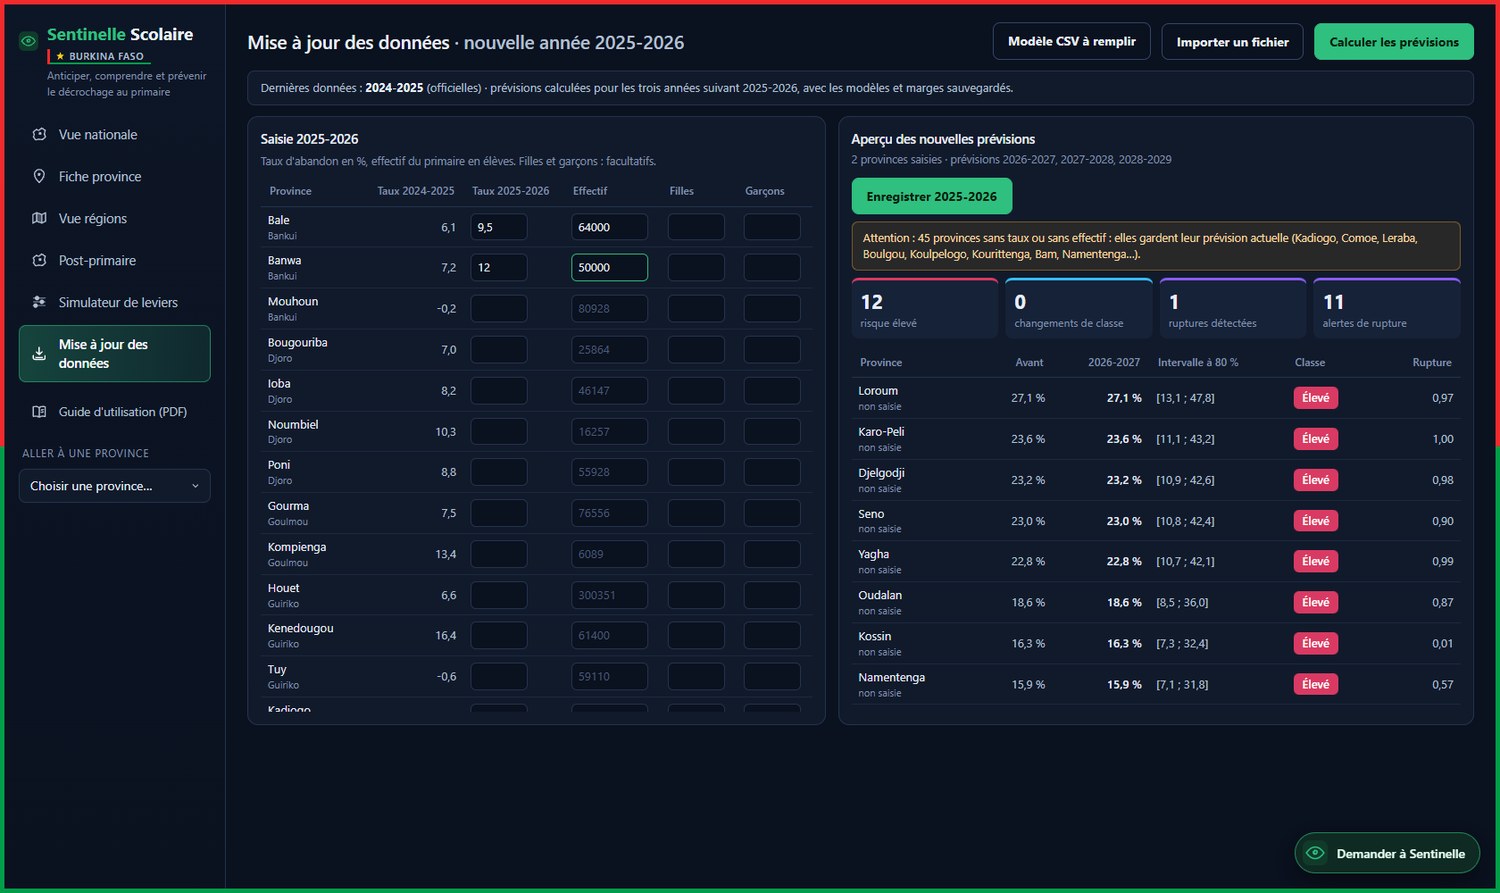 Sentinelle Scolaire
★ BURKINA FASO
Anticiper, comprendre et prévenir
le décrochage au primaire
Vue nationale
Fiche province
Vue régions
Post-primaire
Simulateur de leviers
Mise à jour des
données
Guide d'utilisation (PDF)
ALLER À UNE PROVINCE
Choisir une province...
Mise à jour des données · nouvelle année 2025-2026
Modèle CSV à remplir
Importer un fichier
Calculer les prévisions
Dernières données : 2024-2025 (officielles) · prévisions calculées pour les trois années suivant 2025-2026, avec les modèles et marges sauvegardés.
Saisie 2025-2026
Taux d'abandon en %, effectif du primaire en élèves. Filles et garçons : facultatifs.
Province Taux 2024-2025 Taux 2025-2026 Effectif Filles Garçons
Bale 6,1 9,5 64000
Bankui
Banwa 7,2 12 50000
Bankui
Mouhoun -0,2 80928
Bankui
Bougouriba 7,0 25864
Djoro
Ioba 8,2 46147
Djoro
Noumbiel 10,3 16257
Djoro
Poni 8,8 55928
Djoro
Gourma 7,5 76556
Goulmou
Kompienga 13,4 6089
Goulmou
Houet 6,6 300351
Guiriko
Kenedougou 16,4 61400
Guiriko
Tuy -0,6 59110
Guiriko
Kadiogo
Aperçu des nouvelles prévisions
2 provinces saisies · prévisions 2026-2027, 2027-2028, 2028-2029
Enregistrer 2025-2026
Attention : 45 provinces sans taux ou sans effectif : elles gardent leur prévision actuelle (Kadiogo, Comoe, Leraba,
Boulgou, Koulpelogo, Kourittenga, Bam, Namentenga...).
12
risque élevé
0
changements de classe
1
ruptures détectées
11
alertes de rupture
Province Avant 2026-2027 Intervalle à 80 % Classe Rupture
Loroum 27,1 % 27,1 % [13,1 ; 47,8] Élevé 0,97
non saisie
Karo-Peli 23,6 % 23,6 % [11,1 ; 43,2] Élevé 1,00
non saisie
Djelgodji 23,2 % 23,2 % [10,9 ; 42,6] Élevé 0,98
non saisie
Seno 23,0 % 23,0 % [10,8 ; 42,4] Élevé 0,90
non saisie
Yagha 22,8 % 22,8 % [10,7 ; 42,1] Élevé 0,99
non saisie
Oudalan 18,6 % 18,6 % [8,5 ; 36,0] Élevé 0,87
non saisie
Kossin 16,3 % 16,3 % [7,3 ; 32,4] Élevé 0,01
non saisie
Namentenga 15,9 % 15,9 % [7,1 ; 31,8] Élevé 0,57
non saisie
Demander à Sentinelle